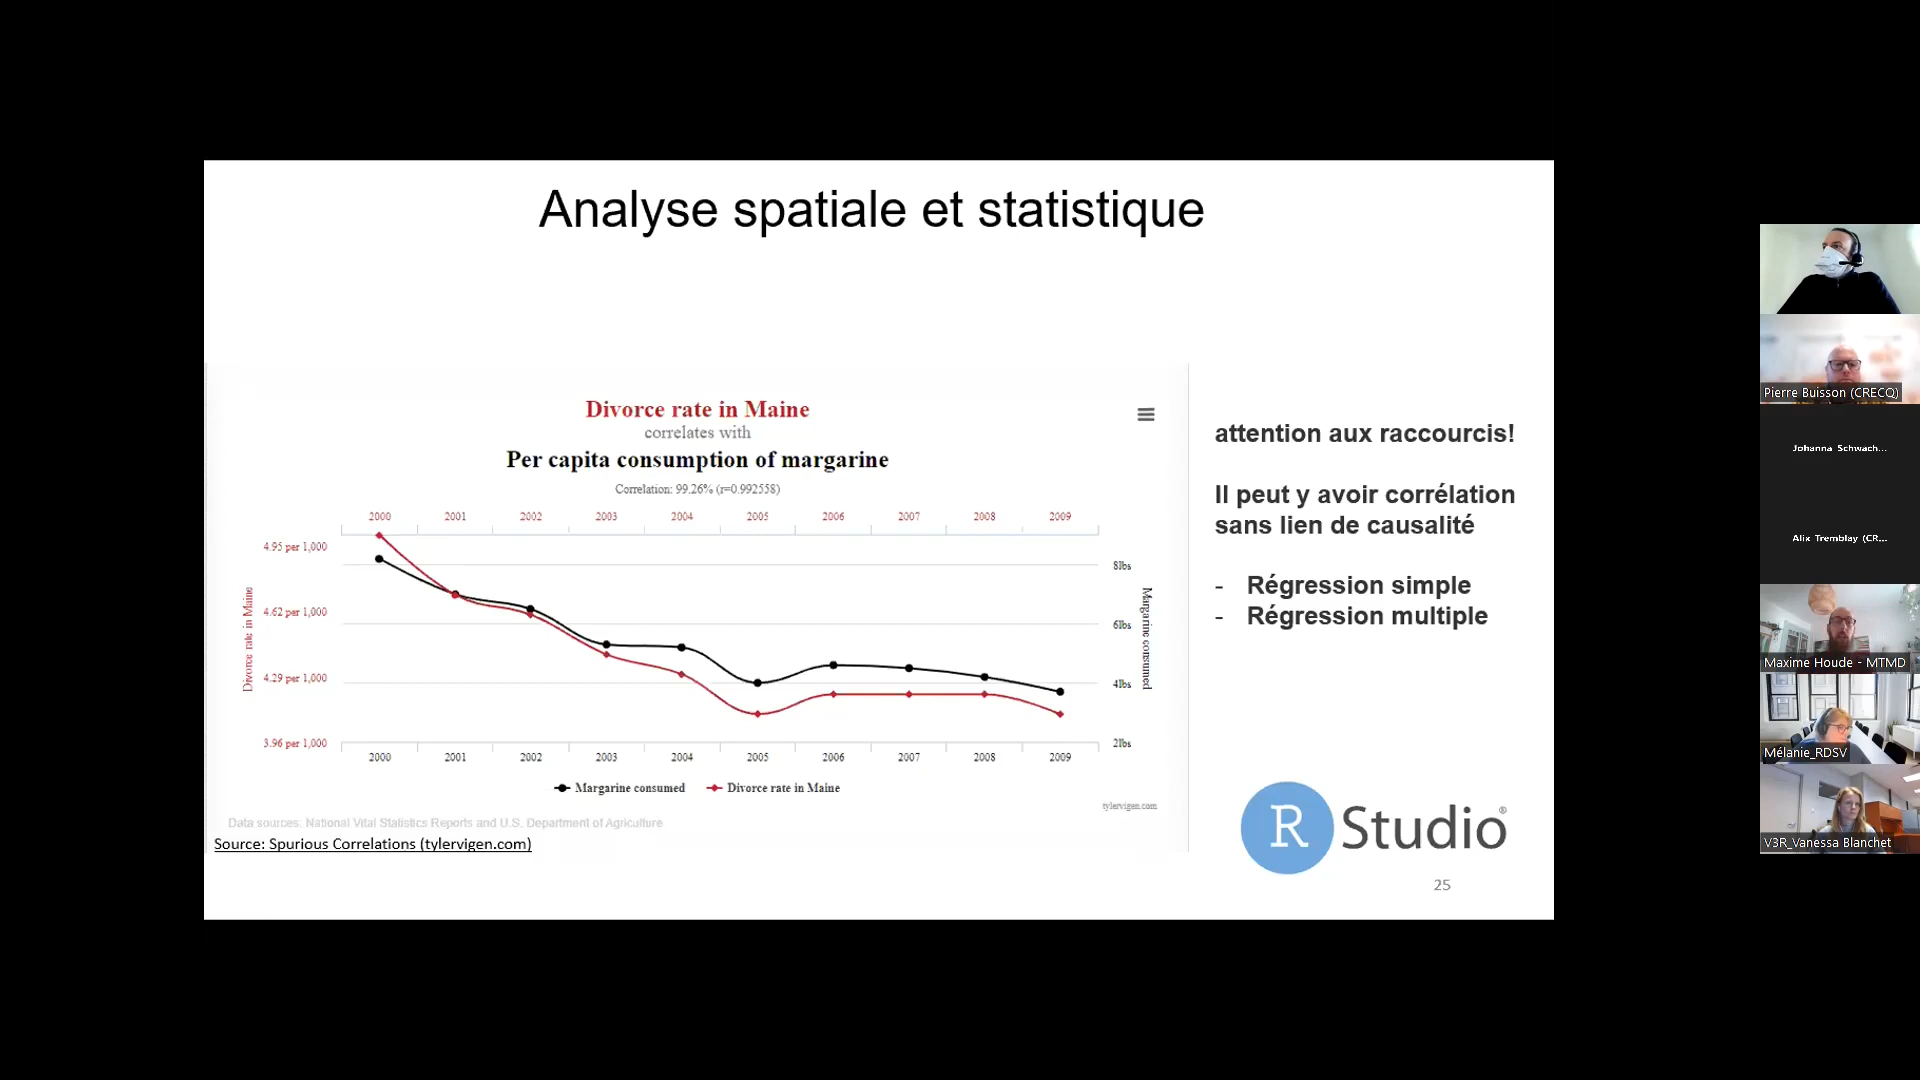 Analyse spatiale et statistique
Divorce rate in Maine
correlates with
Per capita consumption of margarine
Correlation: 99.26% (r=0.992558)
2000 2001 2002 2003 2004 2005 2006 2007 2008 2009
4.95 per 1,000
4.62 per 1,000
4.29 per 1,000
3.96 per 1,000
Divorce rate in Maine
8lbs
6lbs
4lbs
2lbs
Margarine consumed
2000 2001 2002 2003 2004 2005 2006 2007 2008 2009
Margarine consumed Divorce rate in Maine
tylervigen.com
Data sources: National Vital Statistics Reports and U.S. Department of Agriculture
Source: Spurious Correlations (tylervigen.com)
attention aux raccourcis!
Il peut y avoir corrélation
sans lien de causalité
- Régression simple
- Régression multiple
R Studio®
25
Pierre Buisson (CRECQ)
Johanna Schwach...
Alix Tremblay (CR...
Maxime Houde - MTMD
Mélanie_RDSV
V3R_Vanessa Blanchet